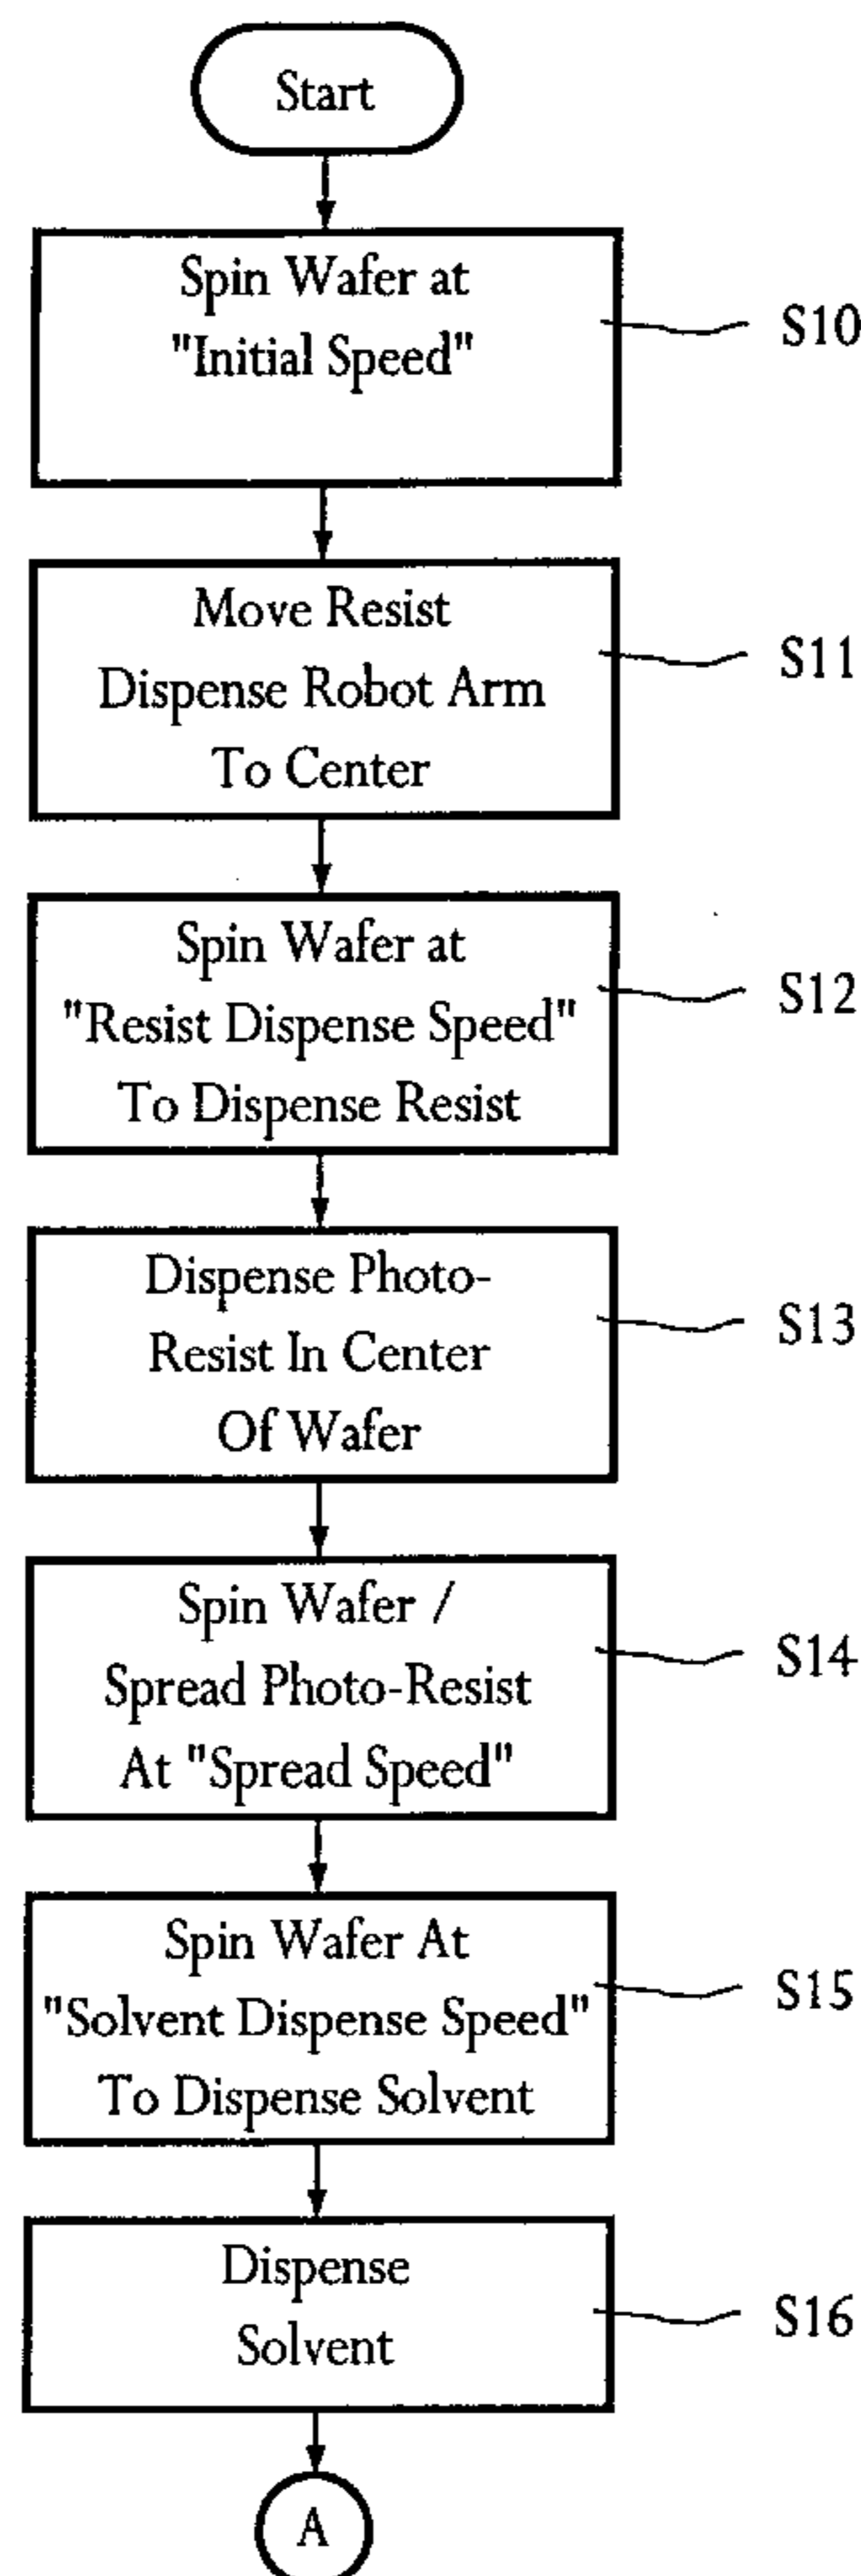 Start
Spin Wafer at
"Initial Speed"
S10
Move Resist
Dispense Robot Arm
To Center
S11
Spin Wafer at
"Resist Dispense Speed"
To Dispense Resist
S12
Dispense Photo-
Resist In Center
Of Wafer
S13
Spin Wafer /
Spread Photo-Resist
At "Spread Speed"
S14
Spin Wafer At
"Solvent Dispense Speed"
To Dispense Solvent
S15
Dispense
Solvent
S16
A